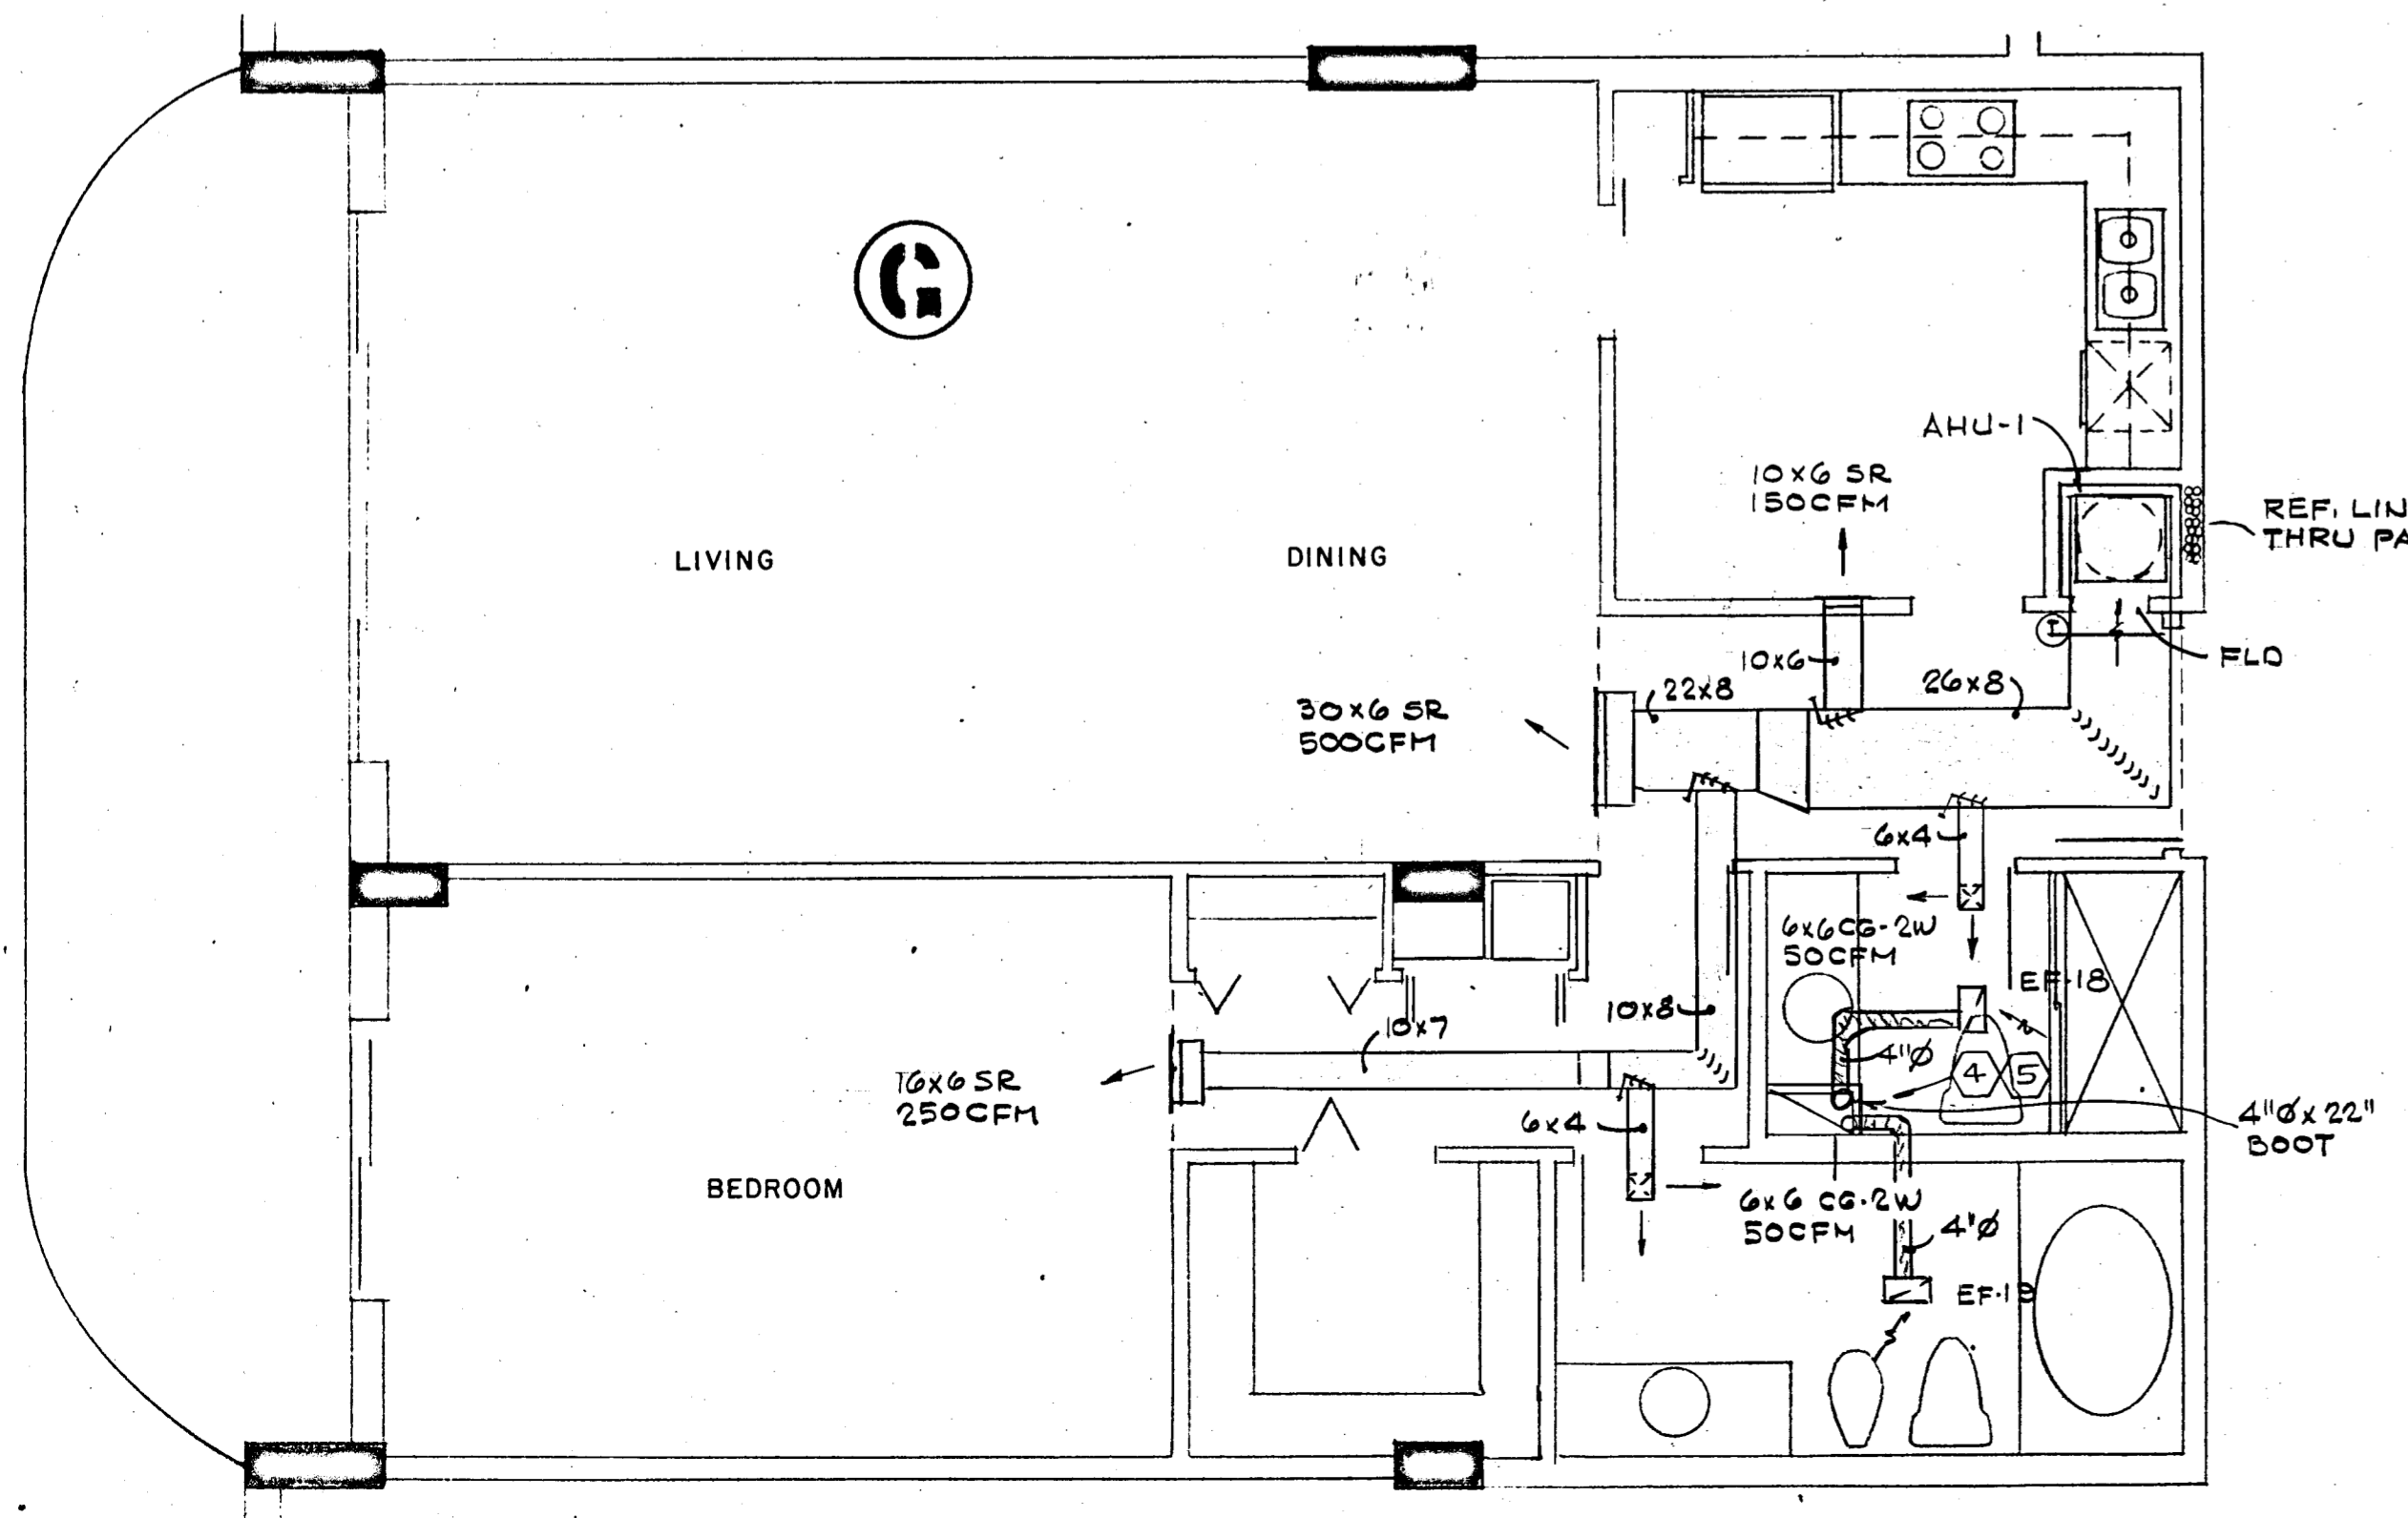 G
AHU-1
10x6 SR
150CFM
REF. LIN
THRU PA
LIVING
DINING
FLD
10x6
22x8
26x8
30x6 SR
500CFM
6x4
6x6CG-2W
50CFM
EF-18
10x8
10x7
4"Ø
4
5
16x6 SR
250CFM
4"Øx22"
BOOT
6x4
BEDROOM
6x6 CG-2W
50CFM
4"Ø
T